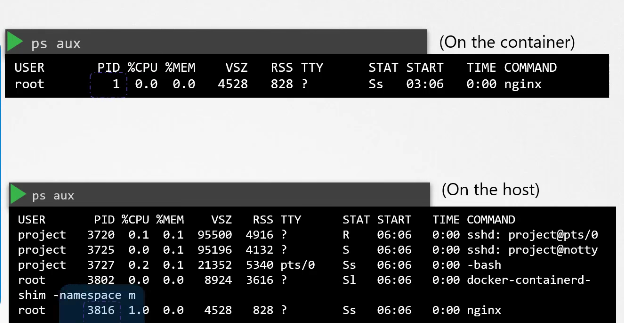 ps aux
(On the container)
USER PID %CPU %MEM VSZ RSS TTY STAT START TIME COMMAND
root 1 0.0 0.0 4528 828 ? Ss 03:06 0:00 nginx
(On the host)
ps aux
USER PID %CPU %MEM VSZ RSS TTY STAT START TIME COMMAND
project 3720 0.1 0.1 95500 4916 ? R 06:06 0:00 sshd: project@pts/0
project 3725 0.0 0.1 95196 4132 ? S 06:06 0:00 sshd: project@notty
project 3727 0.2 0.1 21352 5340 pts/0 Ss 06:06 0:00 -bash
root 3802 0.0 0.0 8924 3616 ? Sl 06:06 0:00 docker-containerd-
shim -namespace m
root 3816 1.0 0.0 4528 828 ? Ss 06:06 0:00 nginx